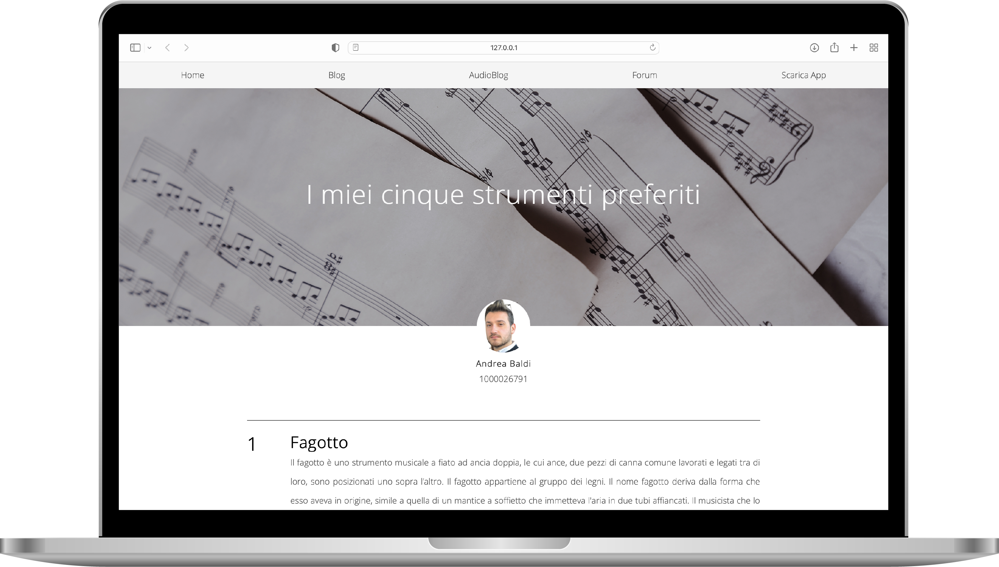 127.0.0.1
Home Blog AudioBlog Forum Scarica App
I miei cinque strumenti preferiti
Andrea Baldi
1000026791
1 Fagotto
Il fagotto è uno strumento musicale a fiato ad ancia doppia, le cui ance, due pezzi di canna comune lavorati e legati tra di
loro, sono posizionati uno sopra l’altro. Il fagotto appartiene al gruppo dei legni. Il nome fagotto deriva dalla forma che
esso aveva in origine, simile a quella di un mantice a soffietto che immetteva l'aria in due tubi affiancati. Il musicista che lo